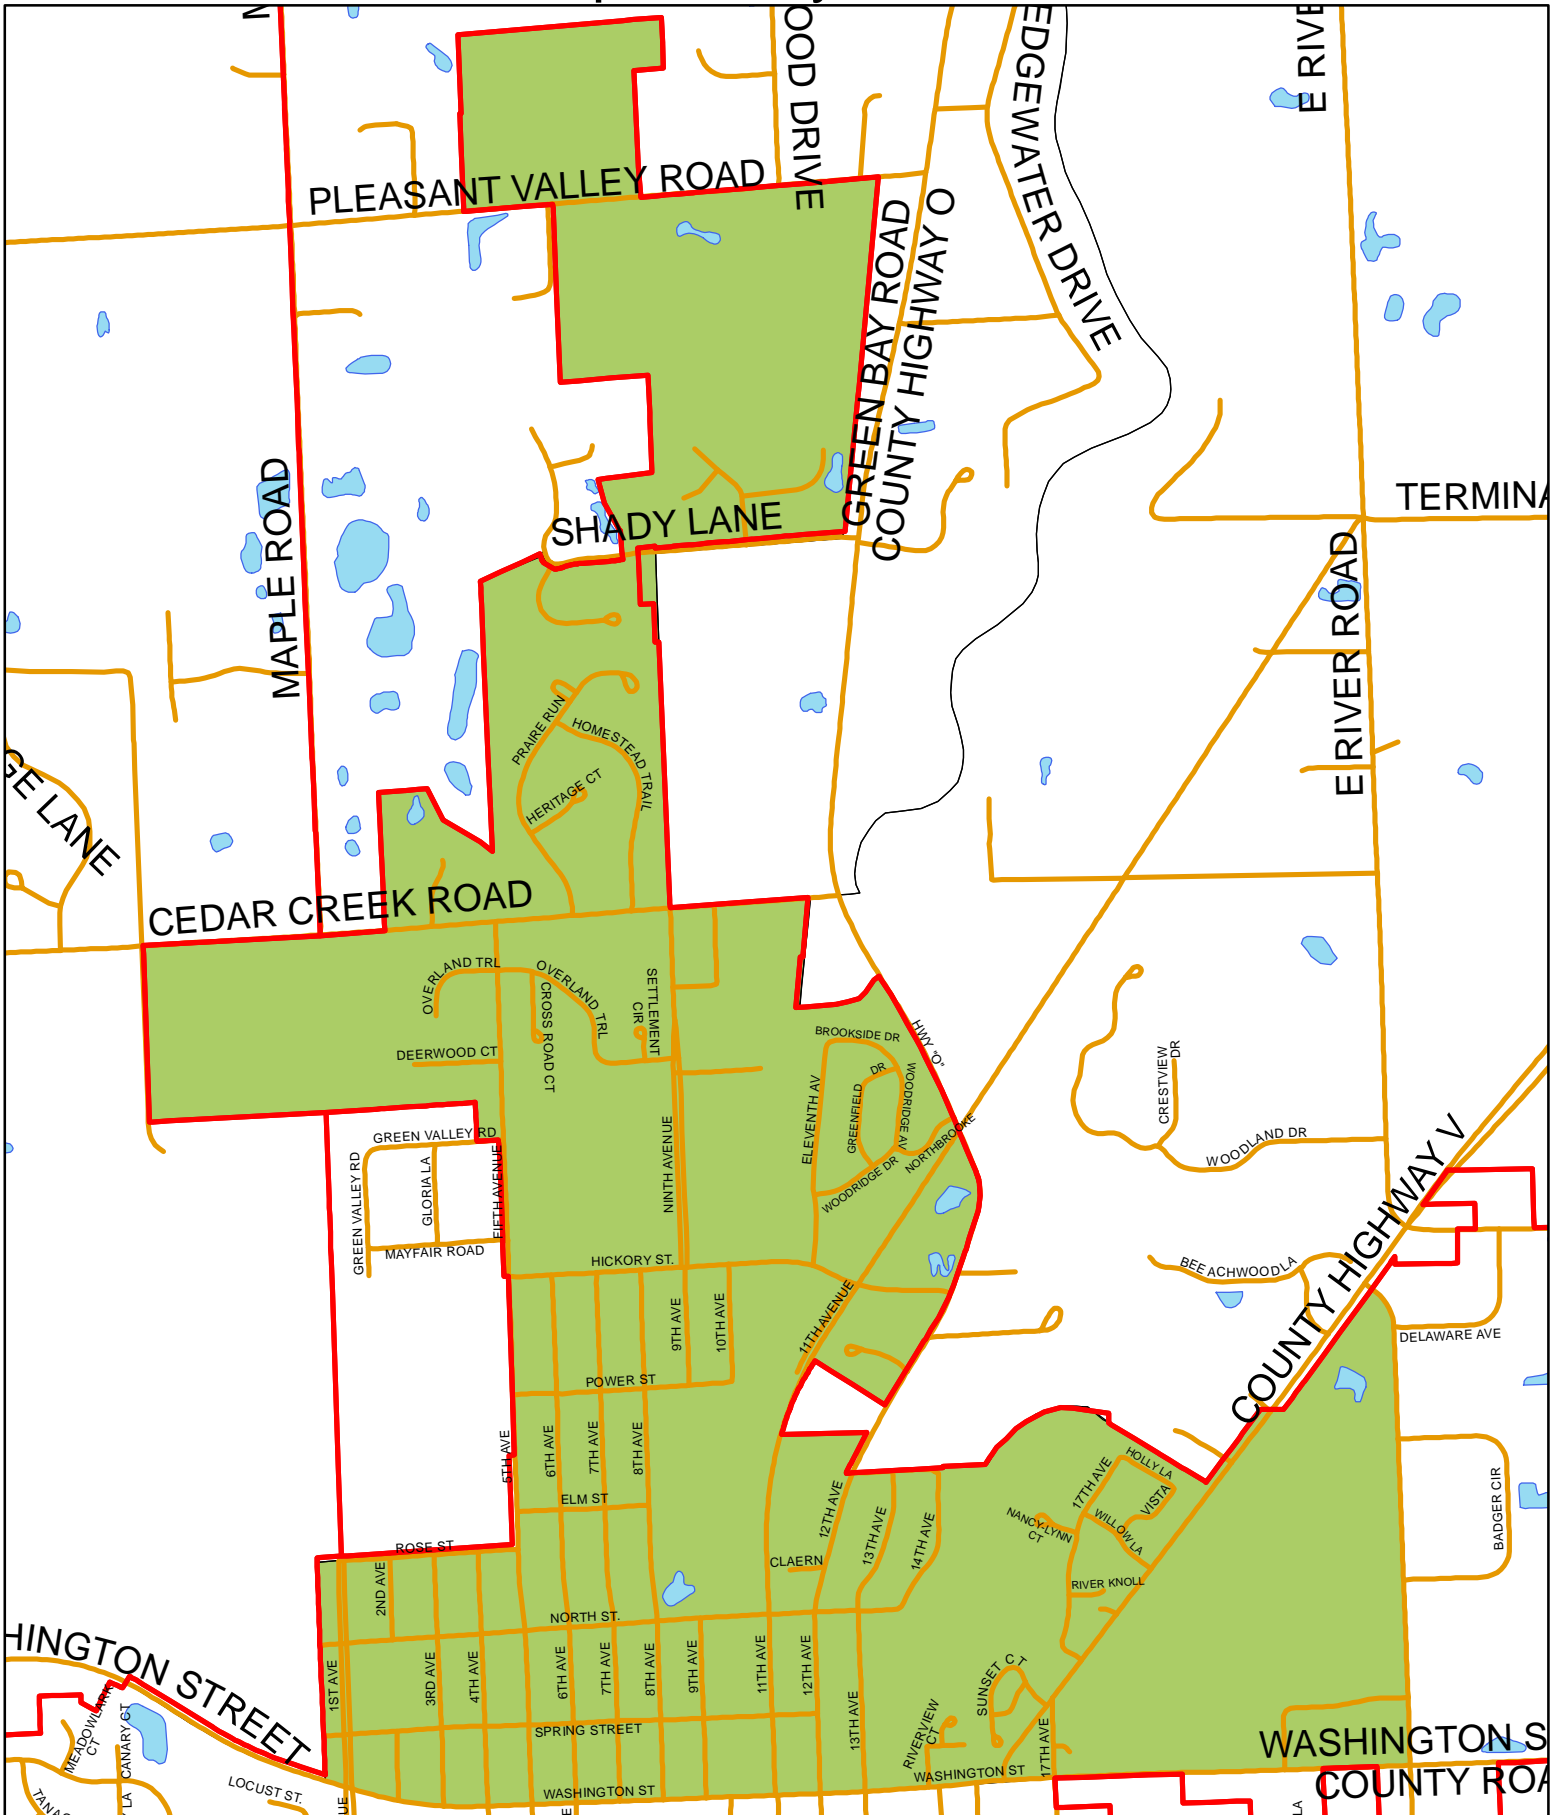 OOD DRIVE
EDGEWATER DRIVE
E RIVE
PLEASANT VALLEY ROAD
GREEN BAY ROAD
COUNTY HIGHWAY O
MAPLE ROAD
SHADY LANE
TERMINA
E RIVER ROAD
PRAIRE RUN
HOMESTEAD TRAIL
HERITAGE CT
GE LANE
CEDAR CREEK ROAD
OVERLAND TRL
OVERLAND TRL
CROSS ROAD CT
SETTLEMENT
CIR
DEERWOOD CT
BROOKSIDE DR
HWY "O"
ELEVENTH AV
GREENFIELD
DR
WOODRIDGE AV
WOODRIDGE DR
NORTHBROOKE
CRESTVIEW
DR
WOODLAND DR
GREEN VALLEY RD
GREEN VALLEY RD
GLORIA LA
FIFTH AVENUE
MAYFAIR ROAD
NINTH AVENUE
HICKORY ST.
BEE ACHWOOD LA
COUNTY HIGHWAY V
DELAWARE AVE
9TH AVE
10TH AVE
11TH AVENUE
POWER ST
5TH AVE
6TH AVE
7TH AVE
8TH AVE
ELM ST
HOLLY LA
17TH AVE
VISTA
WILLOW LA
NANCY-LYNN
CT
BADGER CIR
12TH AVE
13TH AVE
14TH AVE
CLAERN
ROSE ST
2ND AVE
RIVER KNOLL
NORTH ST.
HINGTON STREET
1ST AVE
3RD AVE
4TH AVE
6TH AVE
7TH AVE
8TH AVE
9TH AVE
11TH AVE
12TH AVE
13TH AVE
SUNSET C T
RIVERVIEW
CT
17TH AVE
MEADOWLARK
CT
CANARY CT
SPRING STREET
WASHINGTON S
WASHINGTON ST
WASHINGTON ST
COUNTY ROA
LOCUST ST.
TANAG
LA
UE
E
LA